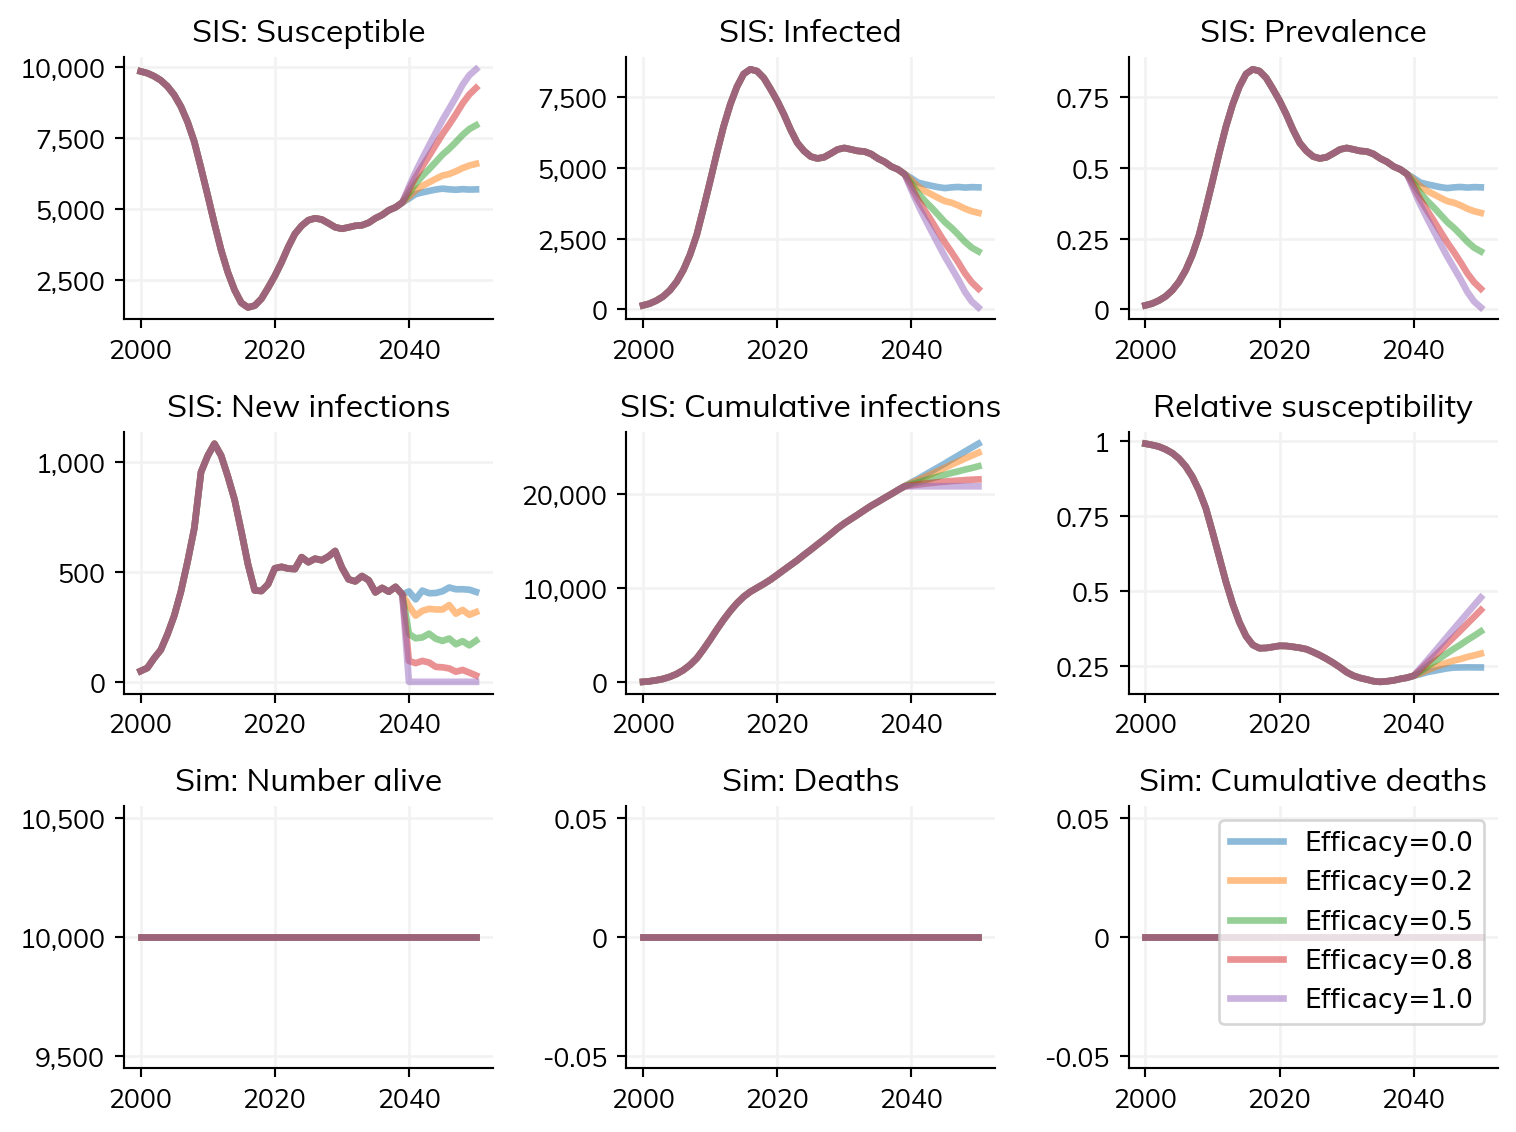 SIS: Susceptible
10,000
7,500
5,000
2,500
2000 2020 2040
SIS: Infected
7,500
5,000
2,500
0
2000 2020 2040
SIS: Prevalence
0.75
0.5
0.25
0
2000 2020 2040
SIS: New infections
1,000
500
0
2000 2020 2040
SIS: Cumulative infections
20,000
10,000
0
2000 2020 2040
Relative susceptibility
1
0.75
0.5
0.25
2000 2020 2040
Sim: Number alive
10,500
10,000
9,500
2000 2020 2040
Sim: Deaths
0.05
0
-0.05
2000 2020 2040
Sim: Cumulative deaths
0.05
0
-0.05
2000 2020 2040
Efficacy=0.0
Efficacy=0.2
Efficacy=0.5
Efficacy=0.8
Efficacy=1.0